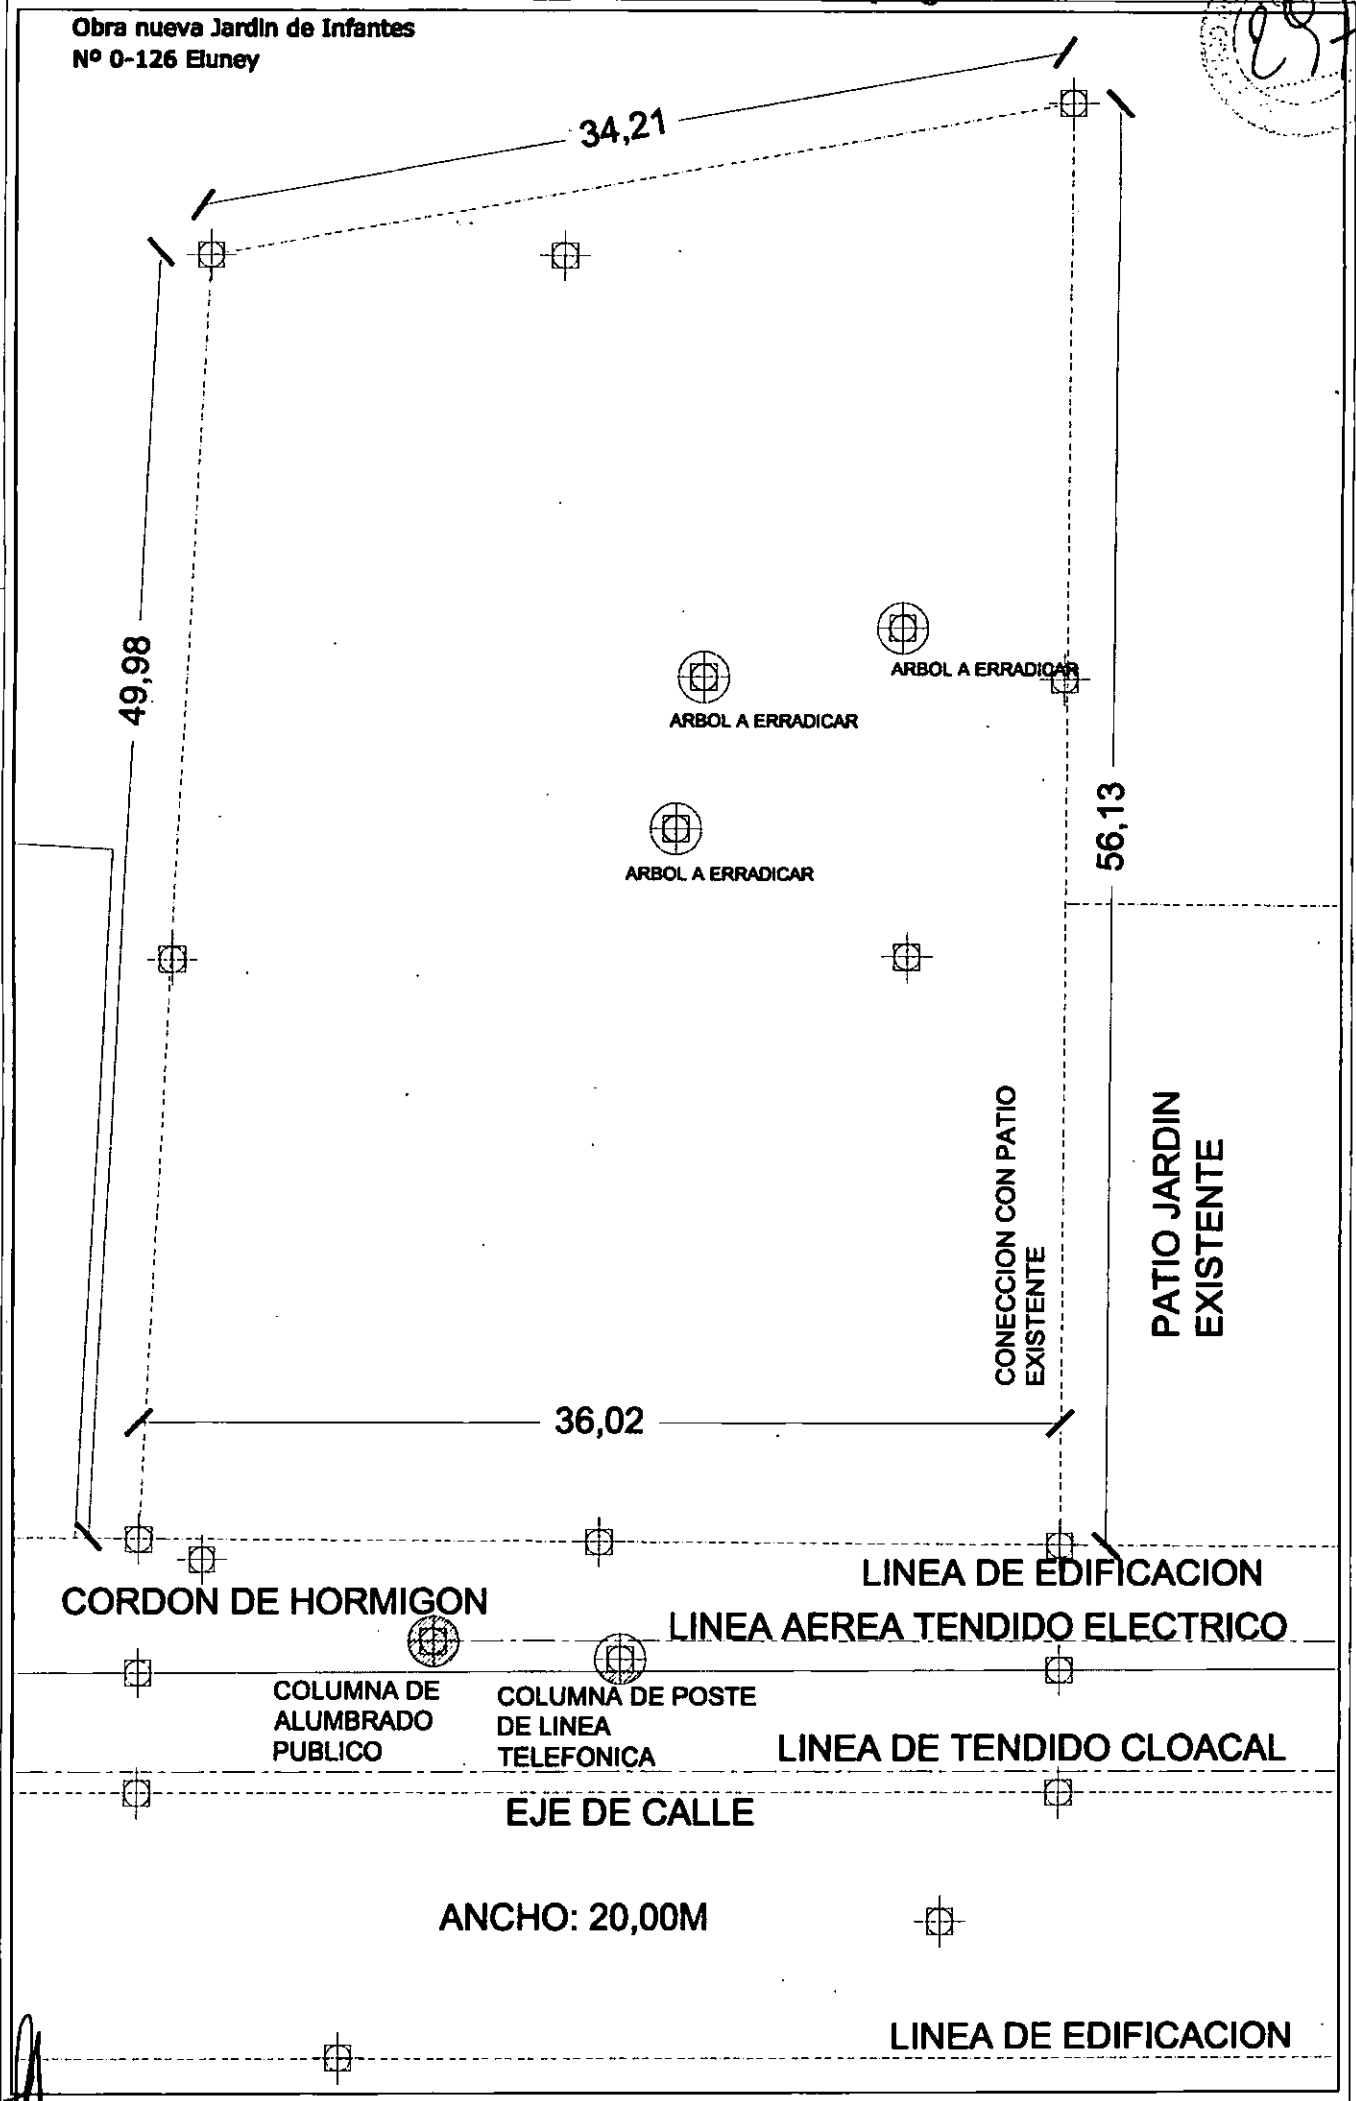 Obra nueva Jardin de Infantes
Nº 0-126 Eluney
34,21
49,98
ARBOL A ERRADICAR
ARBOL A ERRADICAR
56,13
ARBOL A ERRADICAR
CONECCION CON PATIO
EXISTENTE
PATIO JARDIN
EXISTENTE
36,02
LINEA DE EDIFICACION
CORDON DE HORMIGON
LINEA AEREA TENDIDO ELECTRICO
COLUMNA DE
ALUMBRADO
PUBLICO
COLUMNA DE POSTE
DE LINEA
TELEFONICA
LINEA DE TENDIDO CLOACAL
EJE DE CALLE
ANCHO: 20,00M
LINEA DE EDIFICACION